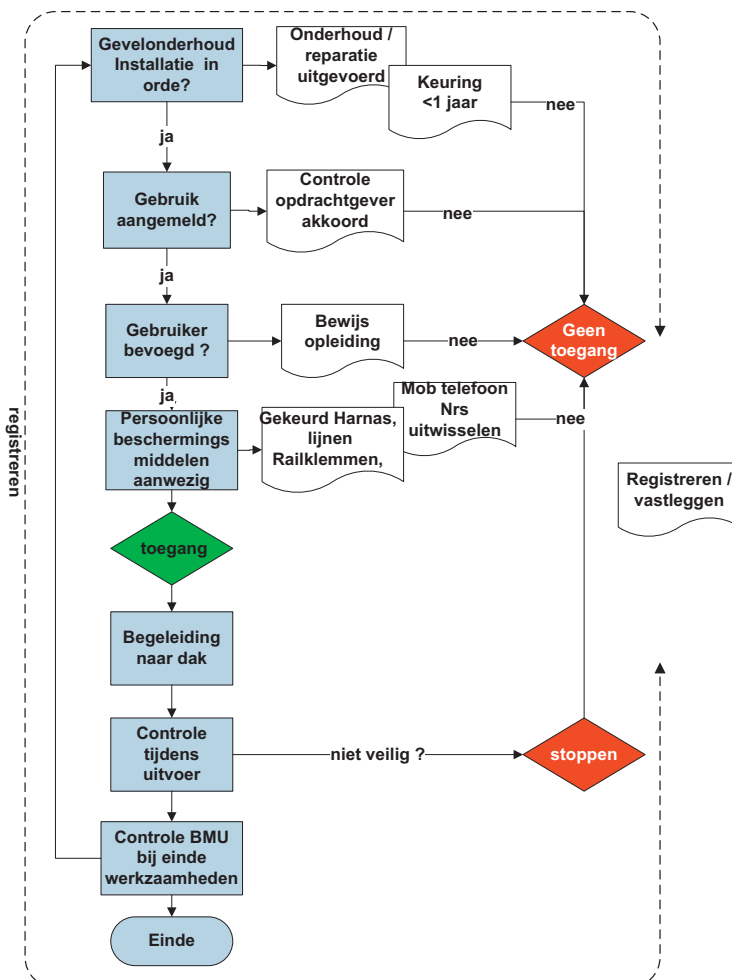 Gevelonderhoud
Installatie in
orde?
Onderhoud /
reparatie
uitgevoerd
Keuring
<1 jaar
nee
ja
Gebruik
aangemeld?
Controle
opdrachtgever
akkoord
nee
ja
Gebruiker
bevoegd ?
Bewijs
opleiding
nee
Geen
toegang
ja
Persoonlijke
beschermings
middelen
aanwezig
Gekeurd Harnas,
lijnen
Railklemmen,
Mob telefoon
Nrs
uitwisselen
nee
registreren
Registreren /
vastleggen
toegang
Begeleiding
naar dak
Controle
tijdens
uitvoer
niet veilig ?
stoppen
Controle BMU
bij einde
werkzaamheden
Einde